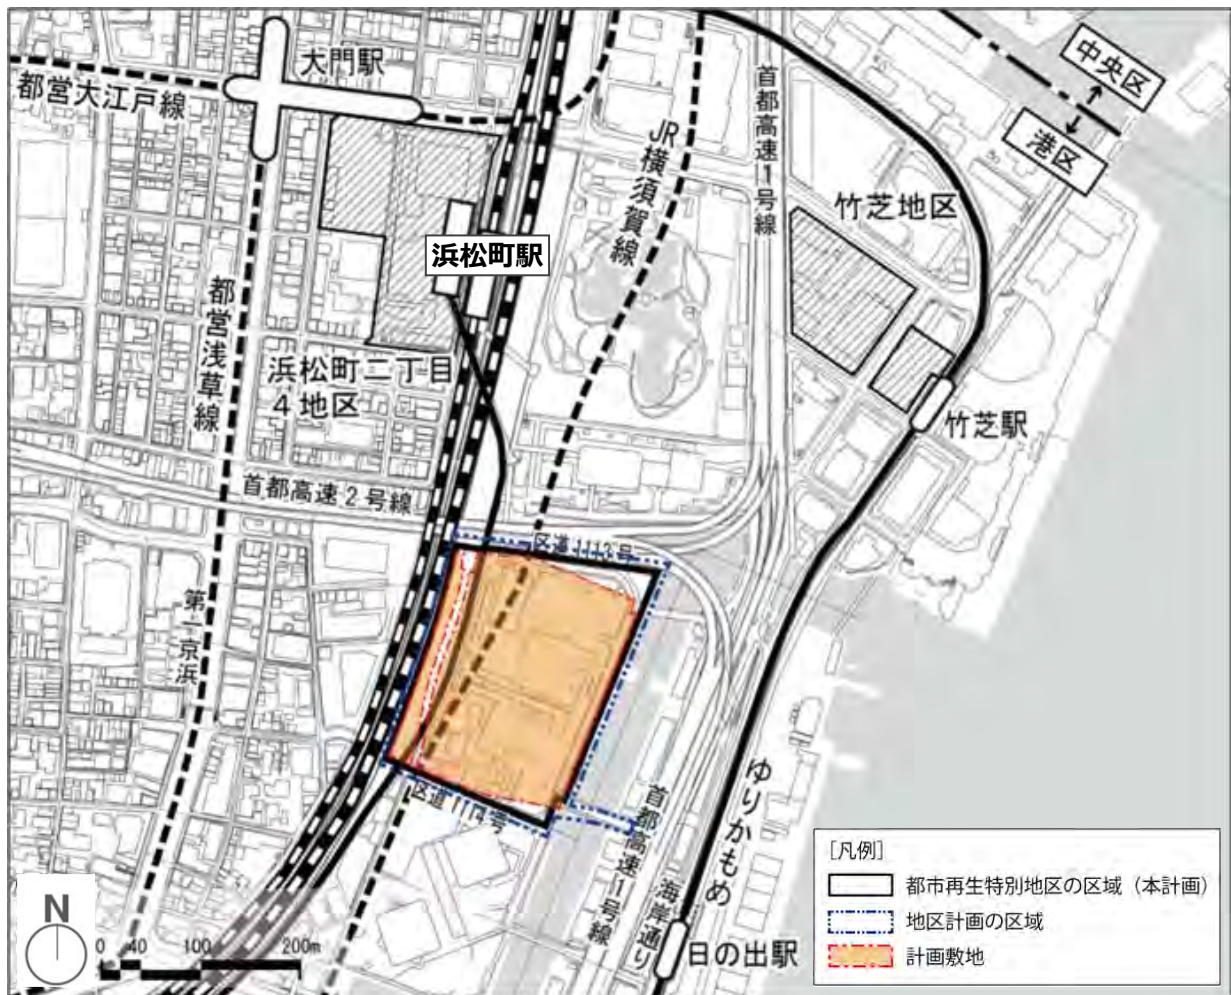 大門駅
都営大江戸線
JR横須賀線
首都高速1号線
中央区
↑
↓
港区
竹芝地区
浜松町駅
都営浅草線
浜松町二丁目
4地区
竹芝駅
首都高速2号線
区道1113号
第一京浜
区道1114号
ゆりかもめ
首都高速1号線
海岸通り
日の出駅
N
0 40 100 200m
[凡例]
都市再生特別地区の区域（本計画）
地区計画の区域
計画敷地